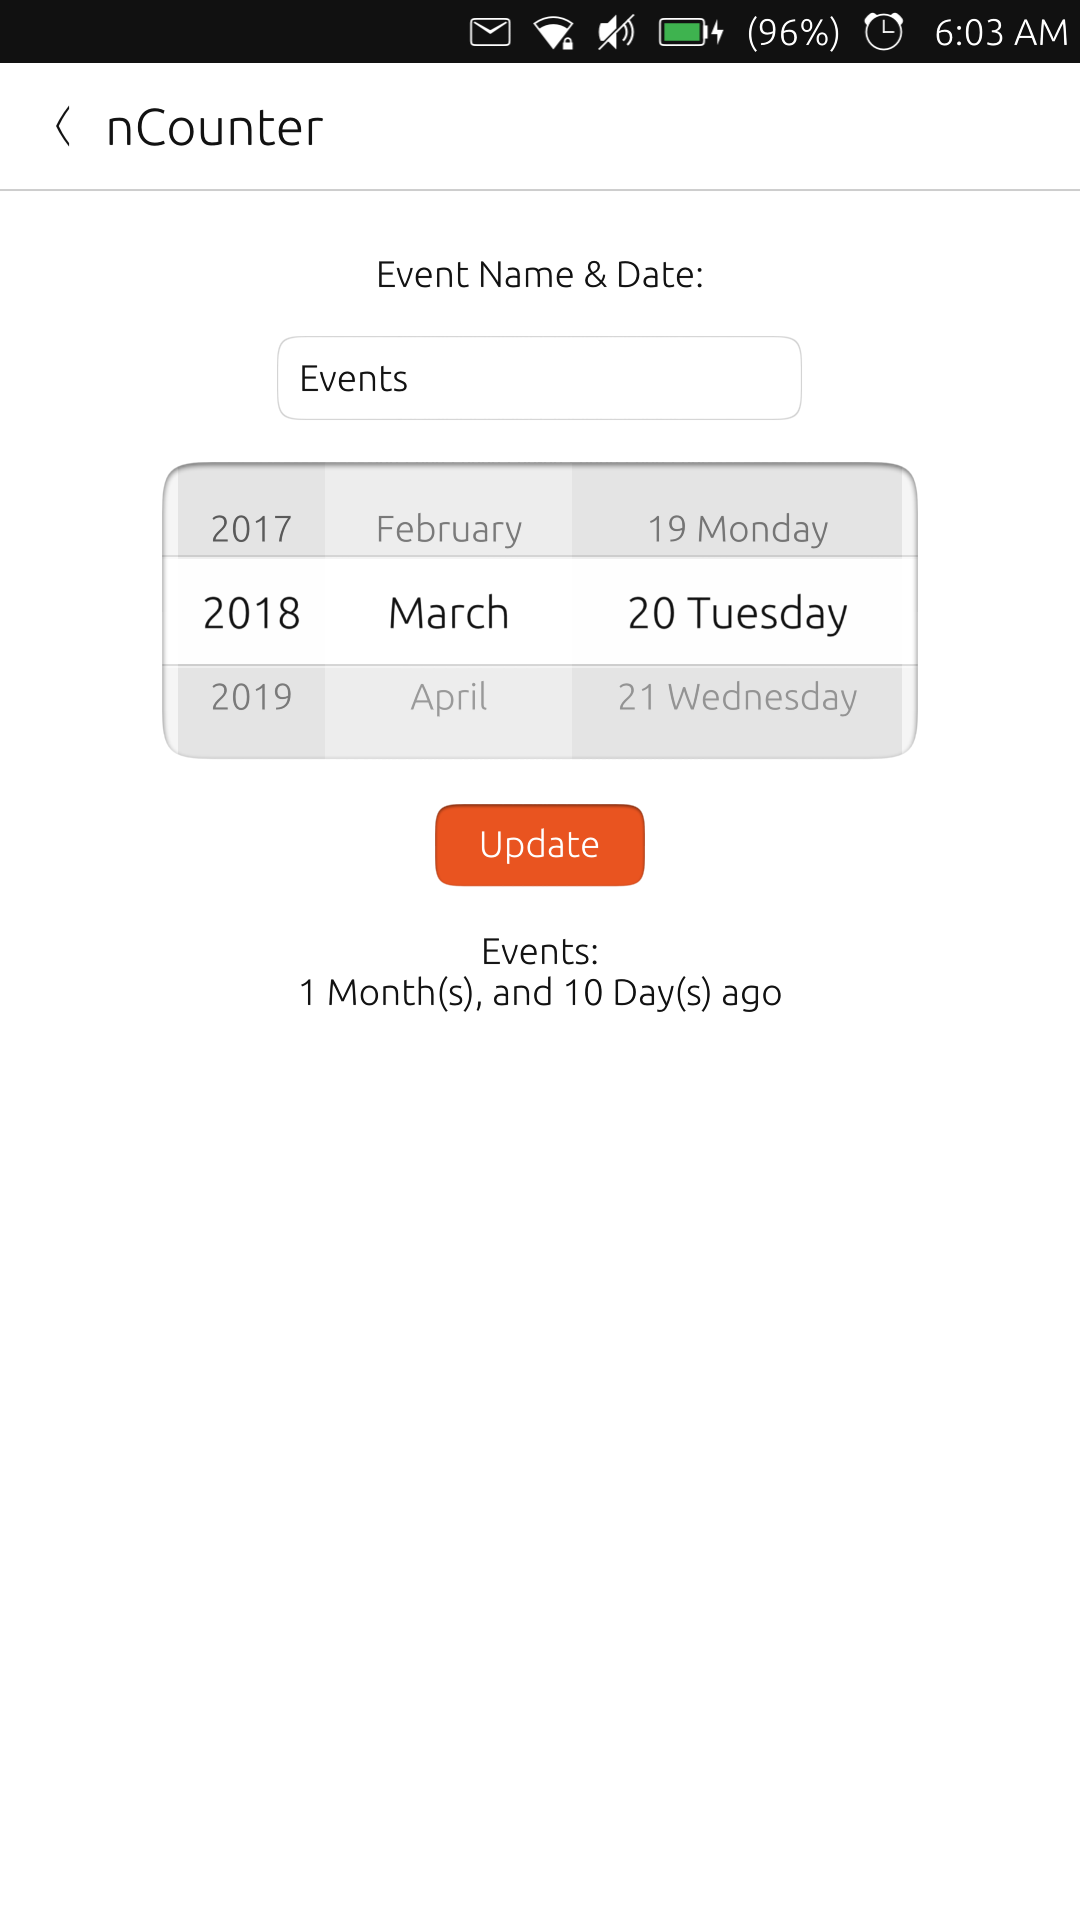 (96%) 6:03 AM
nCounter
Event Name & Date:
Events
2017 February 19 Monday
2018 March 20 Tuesday
2019 April 21 Wednesday
Update
Events:
1 Month(s), and 10 Day(s) ago